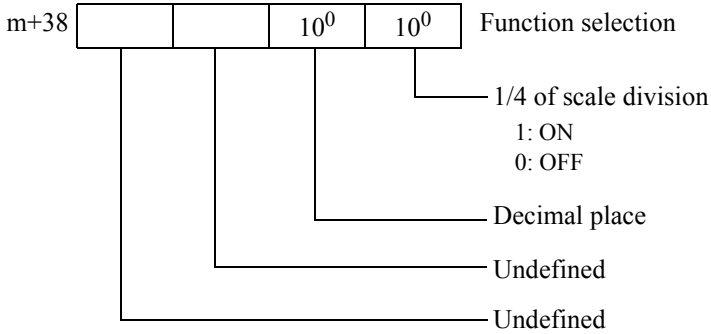 m+38 10⁰ 10⁰ Function selection
1/4 of scale division
1: ON
0: OFF
Decimal place
Undefined
Undefined